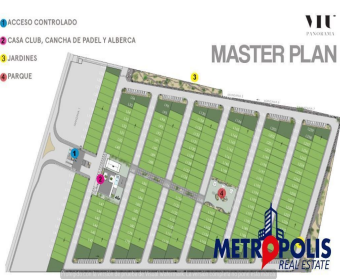 1 ACCESO CONTROLADO
2 CASA CLUB, CANCHA DE PADEL Y ALBERCA
3 JARDINES
4 PARQUE
VIU
PANORAMA
MASTER PLAN
3
1
2
4
METROPOLIS
REAL ESTATE